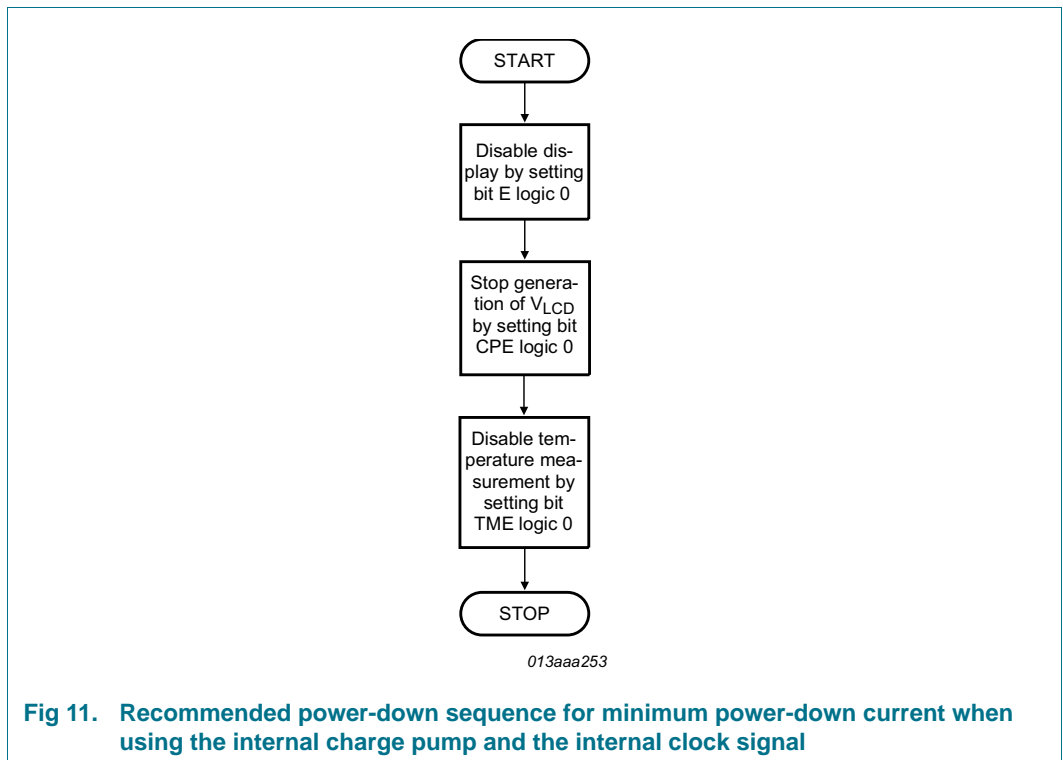 START
Disable dis-
play by setting
bit E logic 0
Stop genera-
tion of VLCD
by setting bit
CPE logic 0
Disable tem-
perature mea-
surement by
setting bit
TME logic 0
STOP
013aaa253
Fig 11. Recommended power-down sequence for minimum power-down current when
using the internal charge pump and the internal clock signal